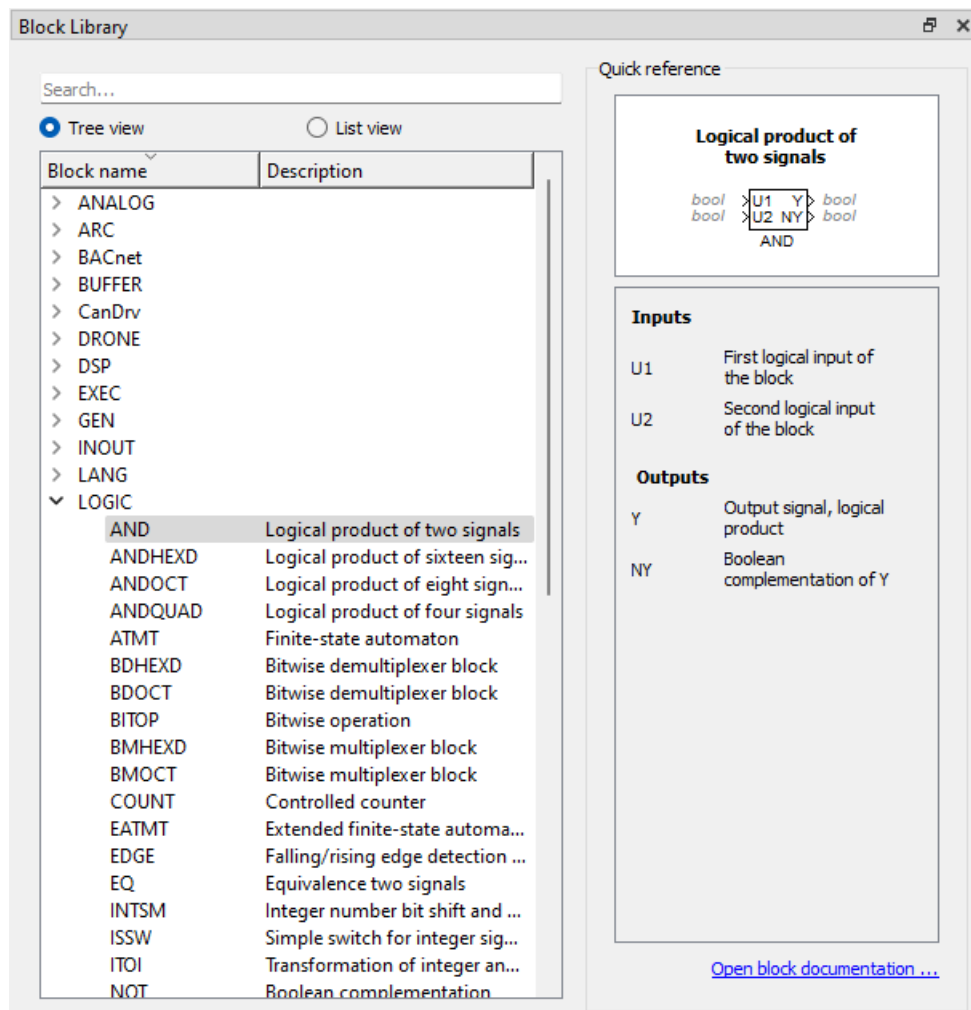 Block Library
Search...
Tree view
List view
Block name
Description
ANALOG
ARC
BACnet
BUFFER
CanDrv
DRONE
DSP
EXEC
GEN
INOUT
LANG
LOGIC
AND Logical product of two signals
ANDHEXD Logical product of sixteen sig...
ANDOCT Logical product of eight sign...
ANDQUAD Logical product of four signals
ATMT Finite-state automaton
BDHEXD Bitwise demultiplexer block
BDOCT Bitwise demultiplexer block
BITOP Bitwise operation
BMHEXD Bitwise multiplexer block
BMOCT Bitwise multiplexer block
COUNT Controlled counter
EATMT Extended finite-state automa...
EDGE Falling/rising edge detection ...
EQ Equivalence two signals
INTSM Integer number bit shift and ...
ISSW Simple switch for integer sig...
ITOI Transformation of integer an...
NOT Boolean complementation
Quick reference
Logical product of
two signals
bool U1 Y bool
bool U2 NY bool
AND
Inputs
U1 First logical input of
the block
U2 Second logical input
of the block
Outputs
Y Output signal, logical
product
NY Boolean
complementation of Y
Open block documentation ...